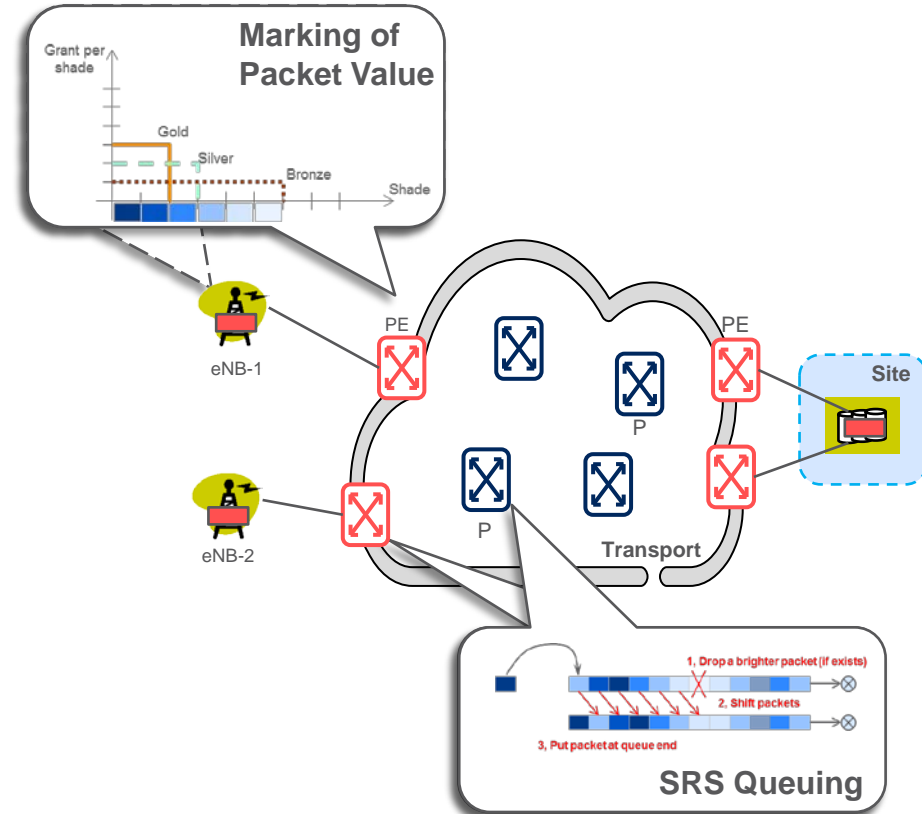 Marking of
Packet Value
Grant per
shade
Gold
Silver
Bronze
Shade
eNB-1
PE
PE
Site
P
eNB-2
P
Transport
1, Drop a brighter packet (if exists)
2, Shift packets
3, Put packet at queue end
SRS Queuing